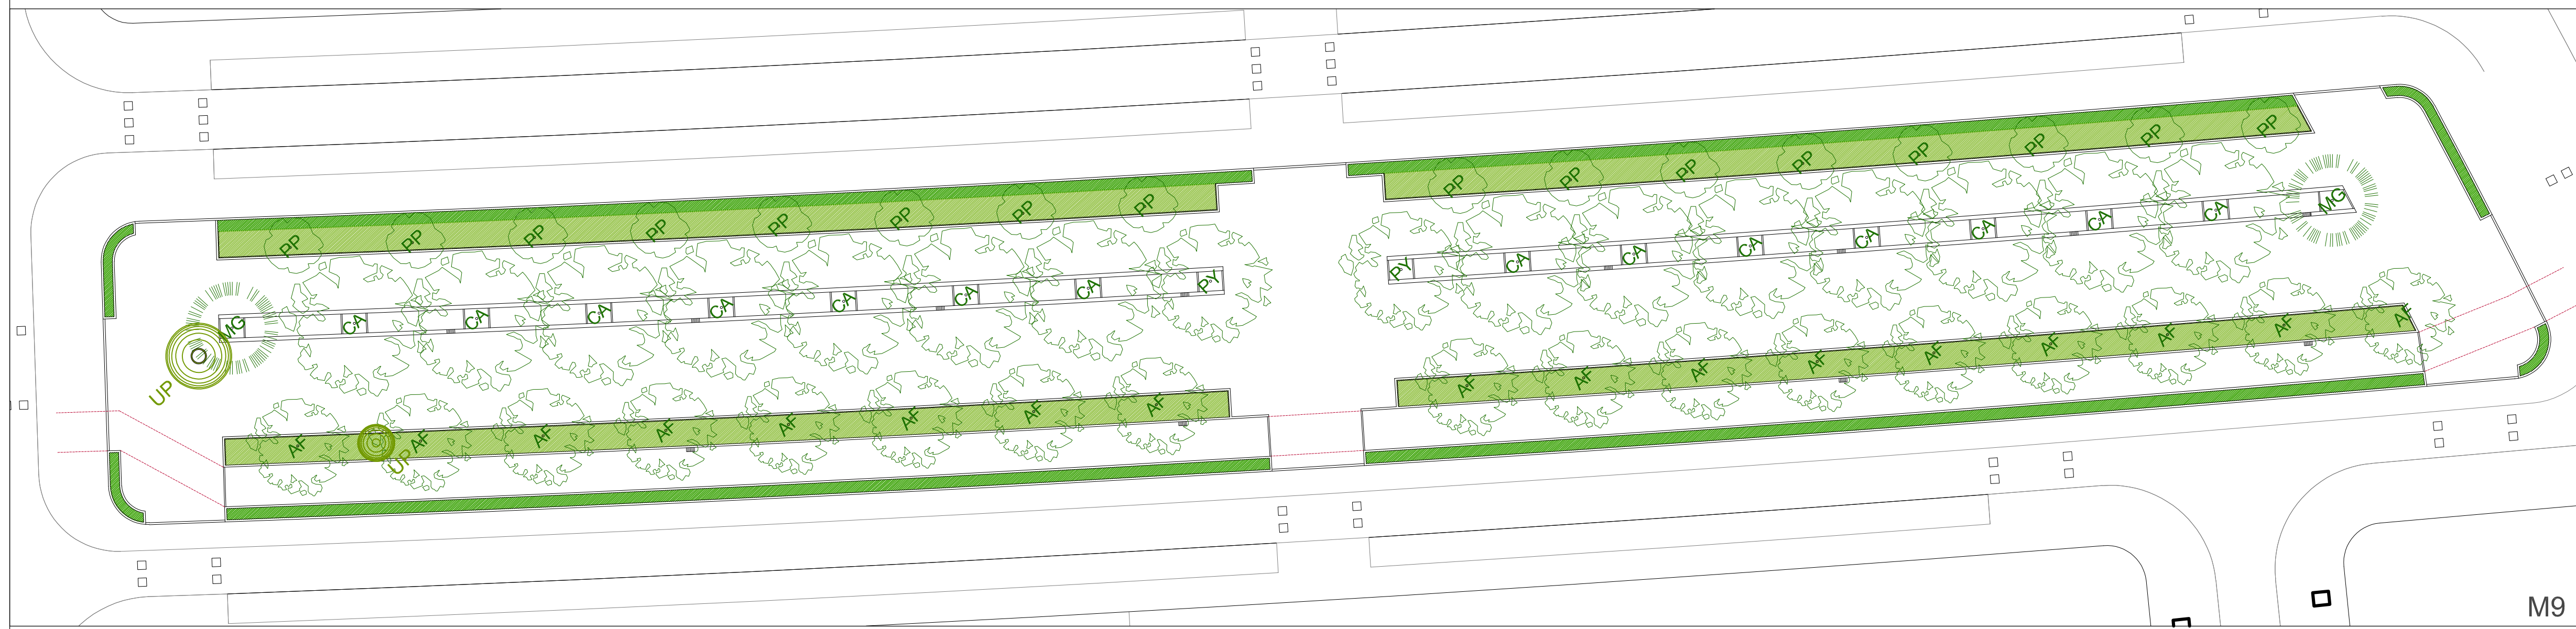 PP PP PP PP PP PP PP PP
PP PP PP PP PP PP PP PP
MG CA CA CA CA CA CA CA PY
PY CA CA CA CA CA CA CA MG
UP
AF AF AF AF AF AF AF AF
UP
AF AF AF AF AF AF AF AF AF
M9